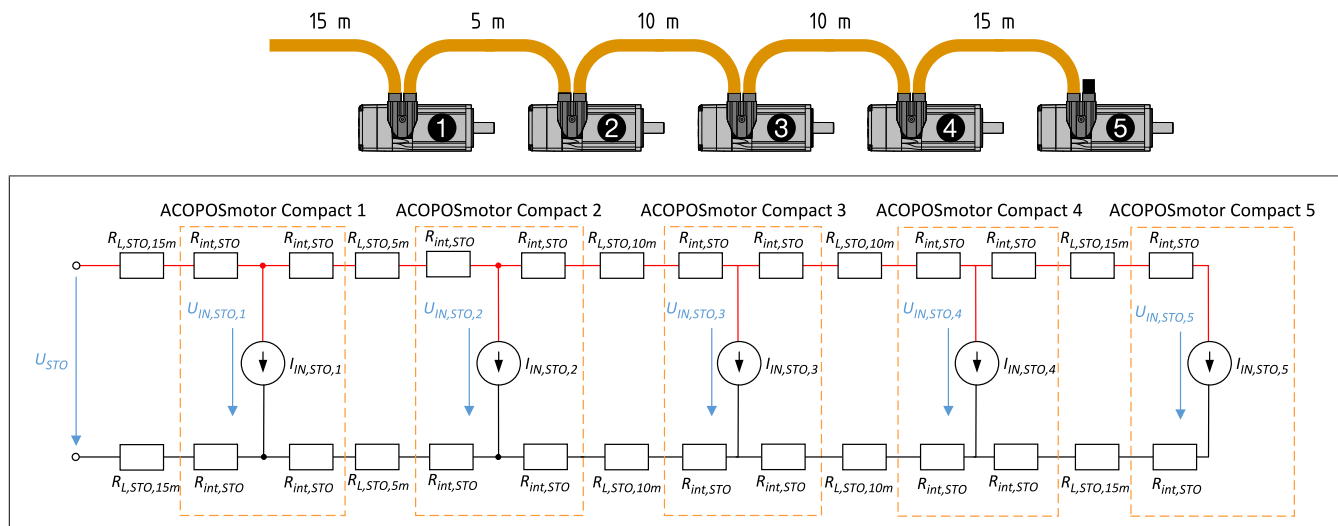 15 m 5 m 10 m 10 m 15 m
1 2 3 4 5
ACOPOSmotor Compact 1 ACOPOSmotor Compact 2 ACOPOSmotor Compact 3 ACOPOSmotor Compact 4 ACOPOSmotor Compact 5
R_L,STO,15m R_int,STO R_int,STO R_L,STO,5m R_int,STO R_int,STO R_L,STO,10m R_int,STO R_int,STO R_L,STO,10m R_int,STO R_int,STO R_L,STO,15m R_int,STO
U_IN,STO,1 U_IN,STO,2 U_IN,STO,3 U_IN,STO,4 U_IN,STO,5
U_STO I_IN,STO,1 I_IN,STO,2 I_IN,STO,3 I_IN,STO,4 I_IN,STO,5
R_L,STO,15m R_int,STO R_int,STO R_L,STO,5m R_int,STO R_int,STO R_L,STO,10m R_int,STO R_int,STO R_L,STO,10m R_int,STO R_int,STO R_L,STO,15m R_int,STO